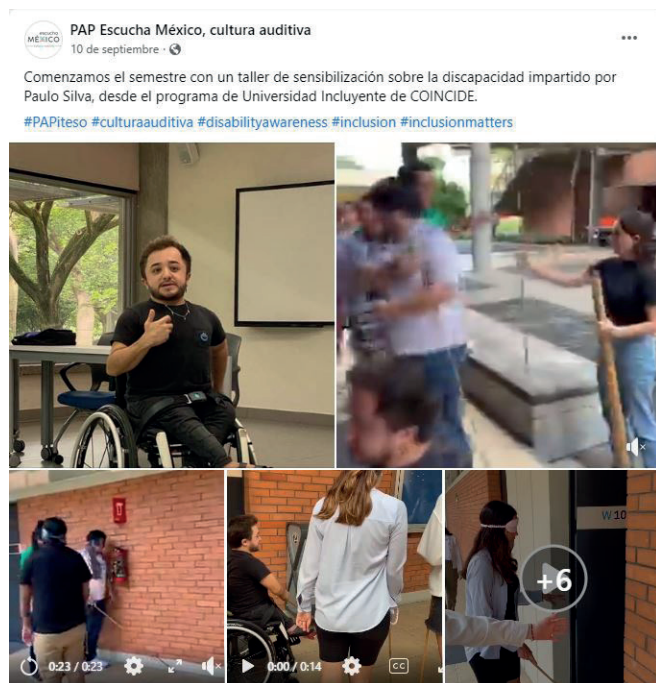 ESCUCHA
MÉXICO
PAP Escucha México, cultura auditiva
10 de septiembre ·
Comenzamos el semestre con un taller de sensibilización sobre la discapacidad impartido por
Paulo Silva, desde el programa de Universidad Incluyente de COINCIDE.
#PAPiteso #culturaauditiva #disabilityawareness #inclusion #inclusionmatters
0:23 / 0:23
0:00 / 0:14
CC
W 10
+6